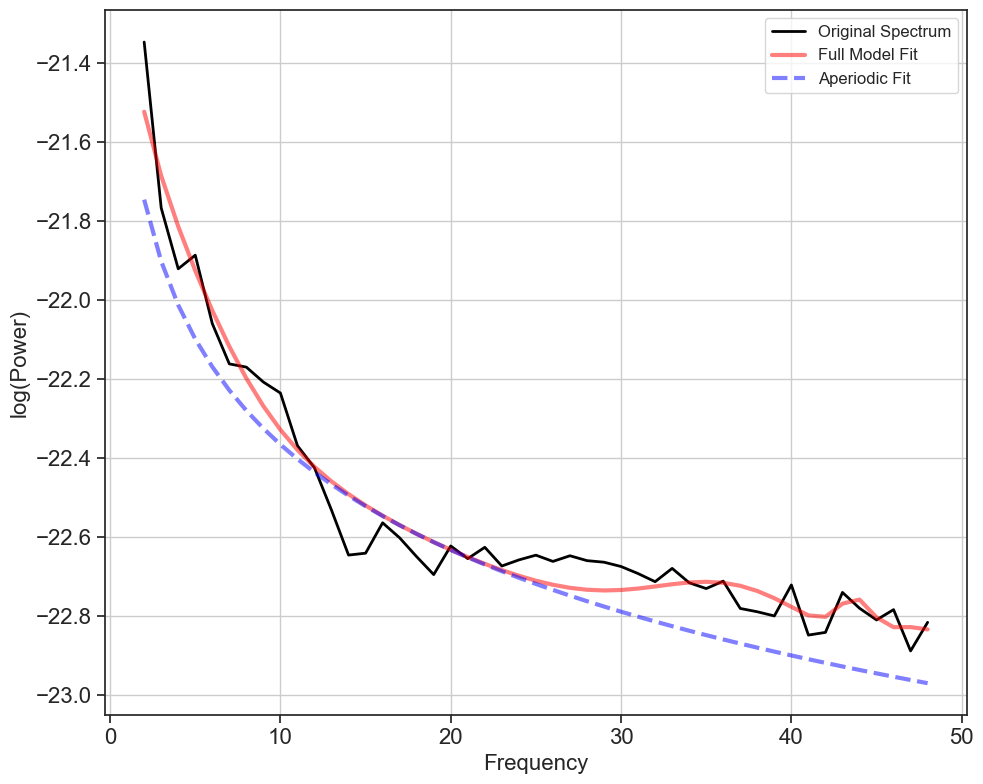 Original Spectrum
Full Model Fit
Aperiodic Fit
log(Power)
−21.4
−21.6
−21.8
−22.0
−22.2
−22.4
−22.6
−22.8
−23.0
0 10 20 30 40 50
Frequency